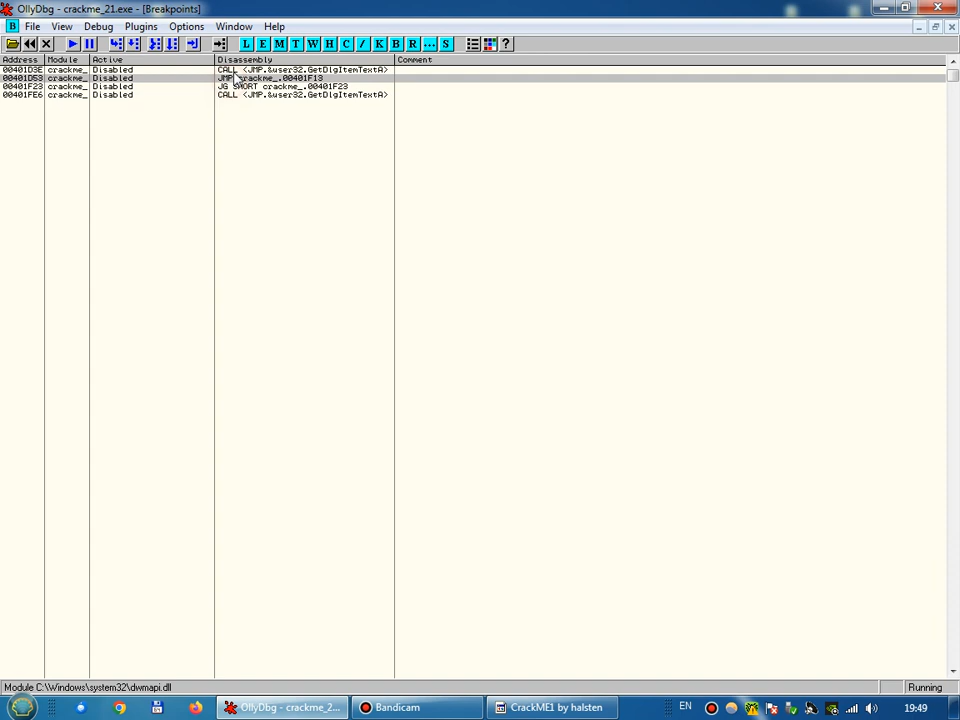 OllyDbg - crackme_21.exe - [Breakpoints]
B File View Debug Plugins Options Window Help
L E M T W H C / K B R ... S ?
Address Module Active Disassembly Comment
00401D3E crackme_ Disabled CALL <JMP.&user32.GetDlgItemTextA>
00401D53 crackme_ Disabled JMP crackme_.00401F13
00401F23 crackme_ Disabled JG SHORT crackme_.00401F23
00401FE6 crackme_ Disabled CALL <JMP.&user32.GetDlgItemTextA>
Module C:\Windows\system32\dwmapi.dll Running
OllyDbg - crackme_2... Bandicam CrackME1 by halsten EN 19:49